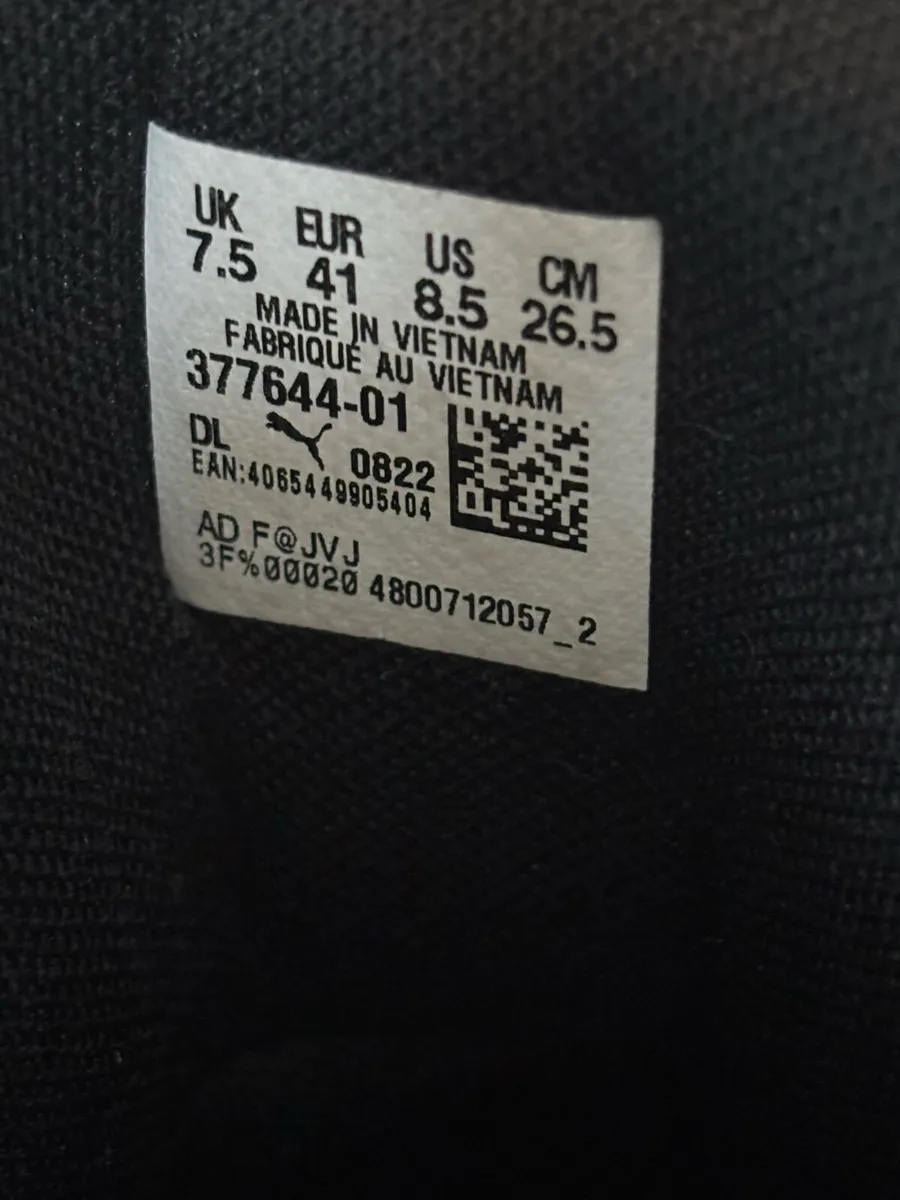 UK EUR US CM
7.5 41 8.5 26.5
MADE IN VIETNAM
FABRIQUÉ AU VIETNAM
377644-01
DL 0822
EAN:4065449905404
AD F@JVJ
3F%00020 4800712057_2